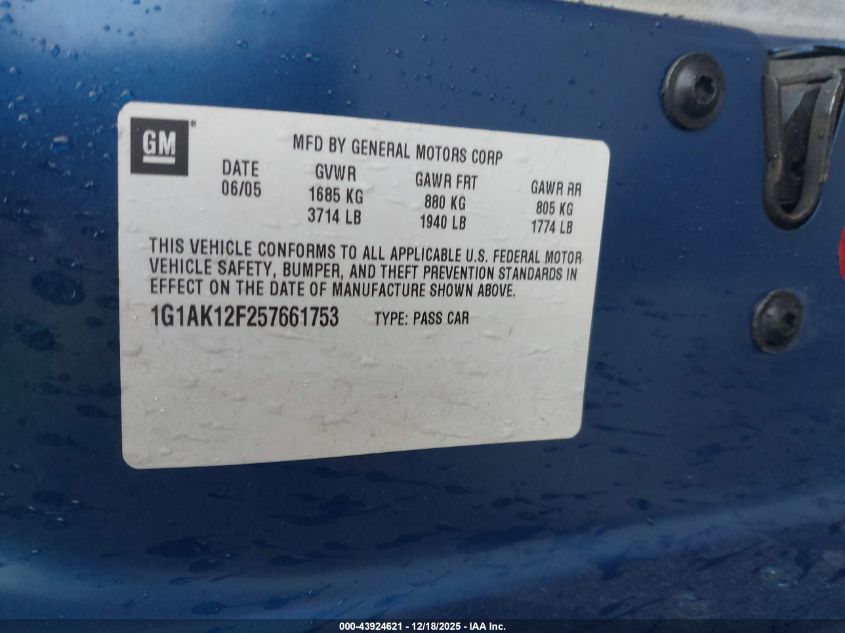 GM
MFD BY GENERAL MOTORS CORP
DATE GVWR GAWR FRT GAWR RR
06/05 1685 KG 880 KG 805 KG
3714 LB 1940 LB 1774 LB
THIS VEHICLE CONFORMS TO ALL APPLICABLE U.S. FEDERAL MOTOR
VEHICLE SAFETY, BUMPER, AND THEFT PREVENTION STANDARDS IN
EFFECT ON THE DATE OF MANUFACTURE SHOWN ABOVE.
1G1AK12F257661753 TYPE: PASS CAR
000-43924621 - 12/18/2025 - IAA Inc.